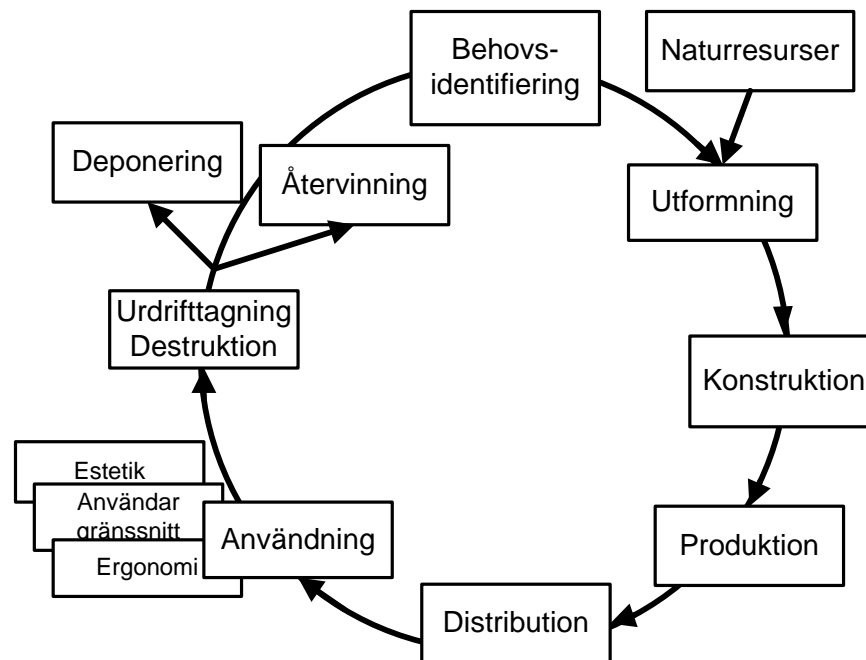 Behovs-
identifiering
Naturresurser
Deponering
Återvinning
Utformning
Urdrifttagning
Destruktion
Konstruktion
Estetik
Användar
gränssnitt
Ergonomi
Användning
Produktion
Distribution